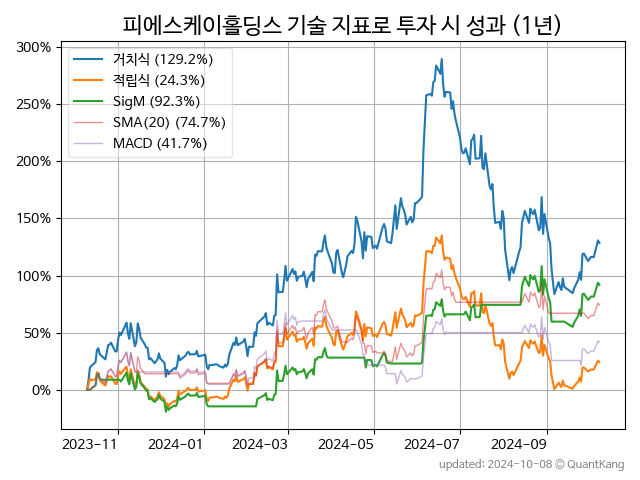 피에스케이홀딩스 기술 지표로 투자 시 성과 (1년)
300%
250%
200%
150%
100%
50%
0%
거치식 (129.2%)
적립식 (24.3%)
SigM (92.3%)
SMA(20) (74.7%)
MACD (41.7%)
2023-11 2024-01 2024-03 2024-05 2024-07 2024-09
updated: 2024-10-08 © QuantKang